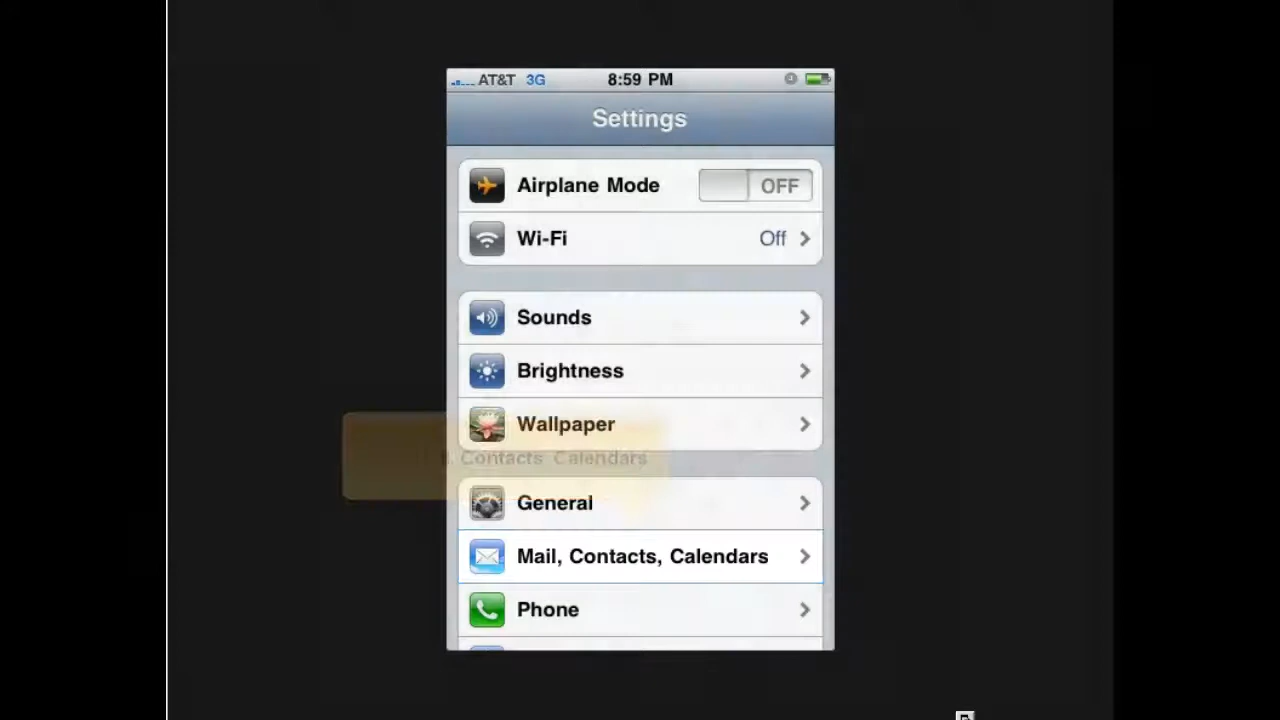 AT&T 3G 8:59 PM
Settings
Airplane Mode OFF
Wi-Fi Off
Sounds
Brightness
Wallpaper
Contacts Calendars
General
Mail, Contacts, Calendars
Phone